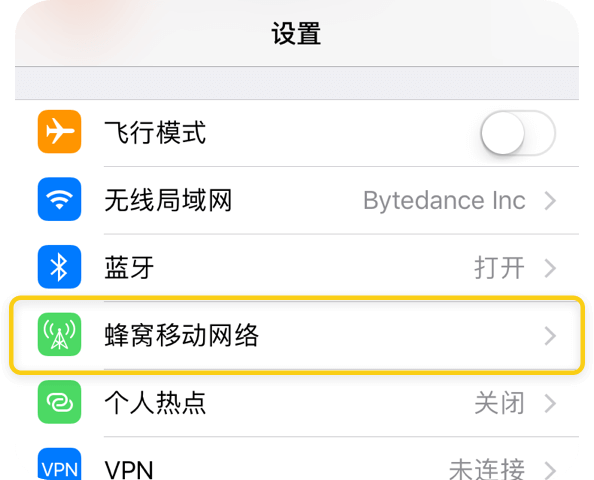 设置
飞行模式
无线局域网 Bytedance Inc
蓝牙 打开
蜂窝移动网络
个人热点 关闭
VPN VPN 未连接